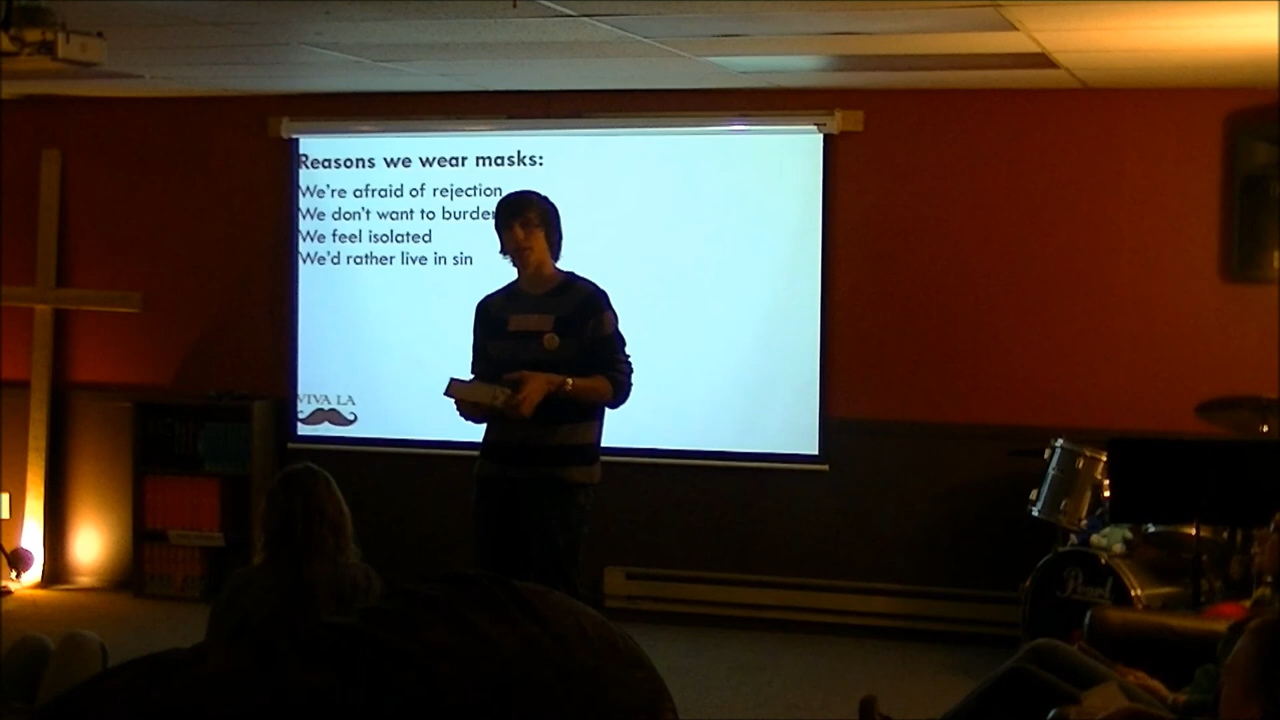 Reasons we wear masks:
We're afraid of rejection
We don't want to burden
We feel isolated
We'd rather live in sin
VIVA LA
Pearl